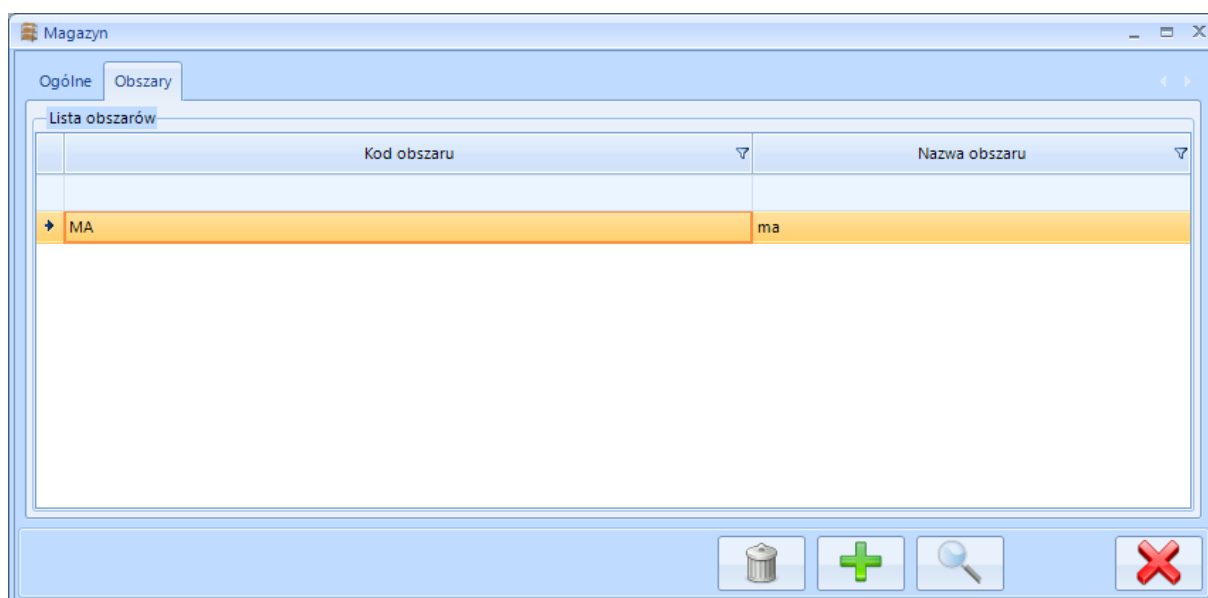 Magazyn
Ogólne Obszary
Lista obszarów
Kod obszaru Nazwa obszaru
MA ma